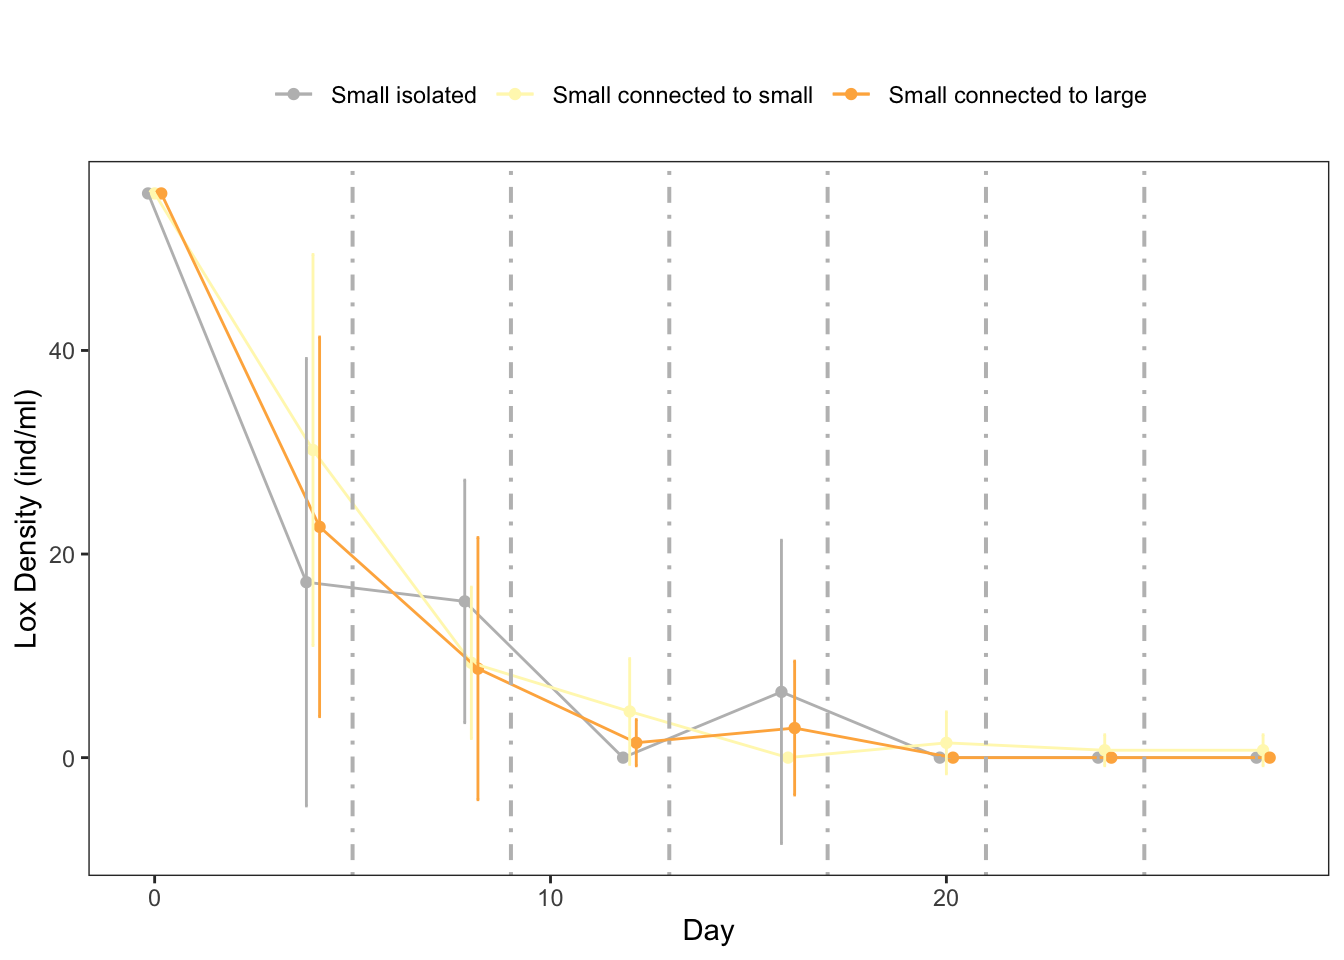 Small isolated Small connected to small Small connected to large
Lox Density (ind/ml)
40
20
0
0 10 20
Day